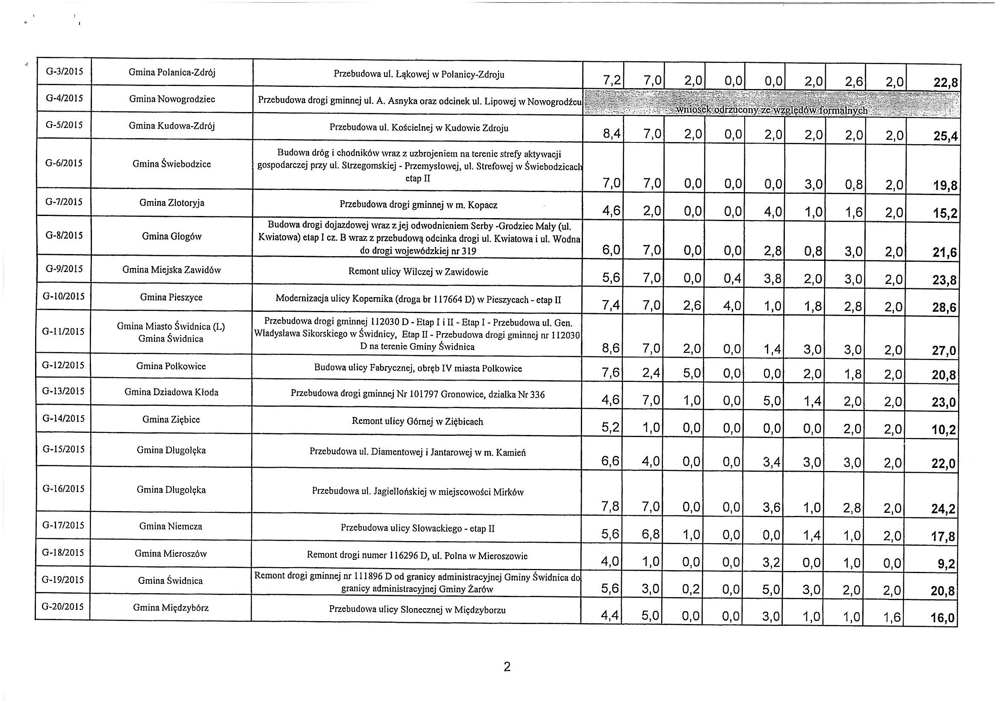 G-3/2015 Gmina Polanica-Zdrój Przebudowa ul. Łąkowej w Polanicy-Zdroju 7,2 7,0 2,0 0,0 0,0 2,0 2,6 2,0 22,8
G-4/2015 Gmina Nowogrodziec Przebudowa drogi gminnej ul. A. Asnyka oraz odcinek ul. Lipowej w Nowogrodźcu wniosek odrzucony ze względów formalnych
G-5/2015 Gmina Kudowa-Zdrój Przebudowa ul. Kościelnej w Kudowie Zdroju 8,4 7,0 2,0 0,0 2,0 2,0 2,0 2,0 25,4
Budowa dróg i chodników wraz z uzbrojeniem na terenie strefy aktywacji
G-6/2015 Gmina Świebodzice gospodarczej przy ul. Strzegomskiej - Przemysłowej, ul. Strefowej w Świebodzicach
etap II 7,0 7,0 0,0 0,0 0,0 3,0 0,8 2,0 19,8
G-7/2015 Gmina Złotoryja Przebudowa drogi gminnej w m. Kopacz 4,6 2,0 0,0 0,0 4,0 1,0 1,6 2,0 15,2
Budowa drogi dojazdowej wraz z jej odwodnieniem Serby -Grodziec Mały (ul.
G-8/2015 Gmina Głogów Kwiatowa) etap I cz. B wraz z przebudową odcinka drogi ul. Kwiatowa i ul. Wodna
do drogi wojewódzkiej nr 319 6,0 7,0 0,0 0,0 2,8 0,8 3,0 2,0 21,6
G-9/2015 Gmina Miejska Zawidów Remont ulicy Wilczej w Zawidowie 5,6 7,0 0,0 0,4 3,8 2,0 3,0 2,0 23,8
G-10/2015 Gmina Pieszyce Modernizacja ulicy Kopernika (droga br 117664 D) w Pieszycach - etap II 7,4 7,0 2,6 4,0 1,0 1,8 2,8 2,0 28,6
Gmina Miasto Świdnica (L) Przebudowa drogi gminnej 112030 D - Etap I i II - Etap I - Przebudowa ul. Gen.
G-11/2015 Gmina Świdnica Władysława Sikorskiego w Świdnicy, Etap II - Przebudowa drogi gminnej nr 112030
D na terenie Gminy Świdnica 8,6 7,0 2,0 0,0 1,4 3,0 3,0 2,0 27,0
G-12/2015 Gmina Polkowice Budowa ulicy Fabrycznej, obręb IV miasta Polkowice 7,6 2,4 5,0 0,0 0,0 2,0 1,8 2,0 20,8
G-13/2015 Gmina Dziadowa Kłoda Przebudowa drogi gminnej Nr 101797 Gronowice, działka Nr 336 4,6 7,0 1,0 0,0 5,0 1,4 2,0 2,0 23,0
G-14/2015 Gmina Ziębice Remont ulicy Górnej w Ziębicach 5,2 1,0 0,0 0,0 0,0 0,0 2,0 2,0 10,2
G-15/2015 Gmina Długołęka Przebudowa ul. Diamentowej i Jantarowej w m. Kamień 6,6 4,0 0,0 0,0 3,4 3,0 3,0 2,0 22,0
G-16/2015 Gmina Długołęka Przebudowa ul. Jagiellońskiej w miejscowości Mirków 7,8 7,0 0,0 0,0 3,6 1,0 2,8 2,0 24,2
G-17/2015 Gmina Niemcza Przebudowa ulicy Słowackiego - etap II 5,6 6,8 1,0 0,0 0,0 1,4 1,0 2,0 17,8
G-18/2015 Gmina Mieroszów Remont drogi numer 116296 D, ul. Polna w Mieroszowie 4,0 1,0 0,0 0,0 3,2 0,0 1,0 0,0 9,2
Remont drogi gminnej nr 111896 D od granicy administracyjnej Gminy Świdnica do
G-19/2015 Gmina Świdnica granicy administracyjnej Gminy Żarów 5,6 3,0 0,2 0,0 5,0 3,0 2,0 2,0 20,8
G-20/2015 Gmina Międzybórz Przebudowa ulicy Słonecznej w Międzyborzu 4,4 5,0 0,0 0,0 3,0 1,0 1,0 1,6 16,0
2